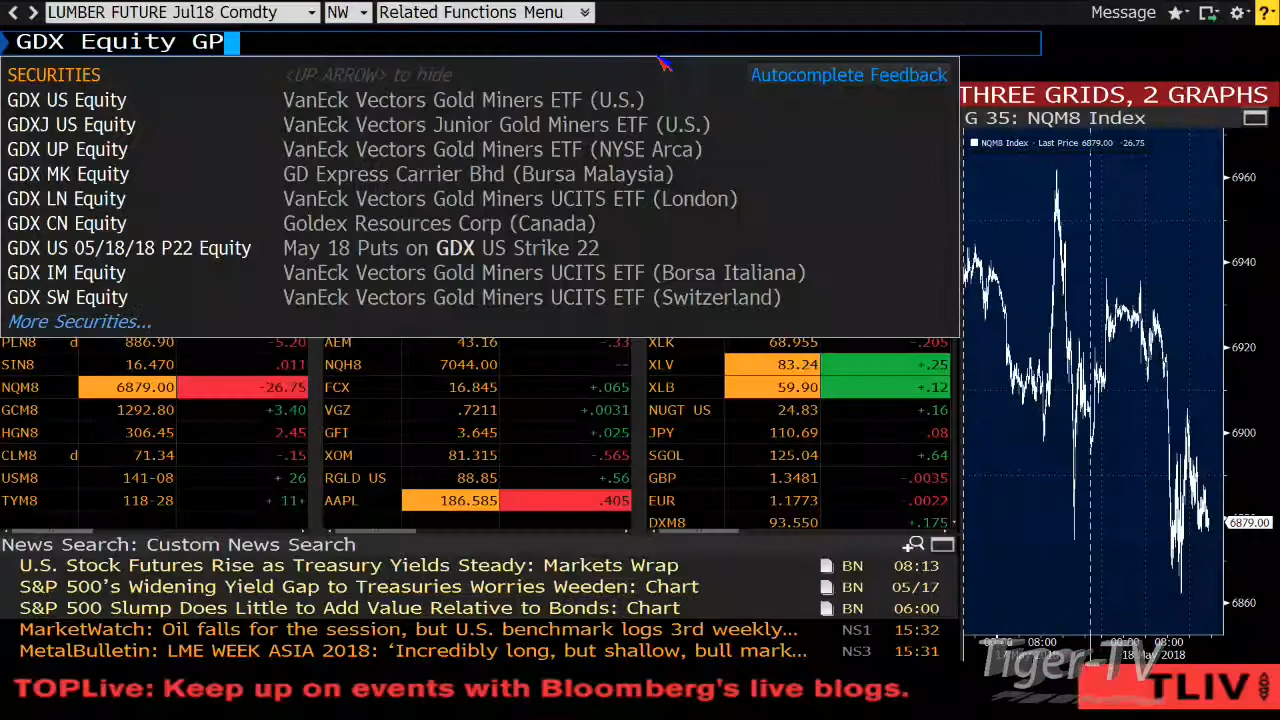 LUMBER FUTURE Jul18 Comdty NW Related Functions Menu Message ?
GDX Equity GP
SECURITIES <UP ARROW> to hide Autocomplete Feedback
GDX US Equity VanEck Vectors Gold Miners ETF (U.S.)
GDXJ US Equity VanEck Vectors Junior Gold Miners ETF (U.S.)
GDX UP Equity VanEck Vectors Gold Miners ETF (NYSE Arca)
GDX MK Equity GD Express Carrier Bhd (Bursa Malaysia)
GDX LN Equity VanEck Vectors Gold Miners UCITS ETF (London)
GDX CN Equity Goldex Resources Corp (Canada)
GDX US 05/18/18 P22 Equity May 18 Puts on GDX US Strike 22
GDX IM Equity VanEck Vectors Gold Miners UCITS ETF (Borsa Italiana)
GDX SW Equity VanEck Vectors Gold Miners UCITS ETF (Switzerland)
More Securities...
THREE GRIDS, 2 GRAPHS
G 35: NQM8 Index
NQM8 Index - Last Price 6879.00 -26.75
6960
6940
6920
6900
6879.00
6860
PLN8 d 886.90 -5.20 AEM 43.16 -.33 XLK 68.955 -.205
SIN8 16.470 .011 NQH8 7044.00 -- XLV 83.24 +.25
NQM8 6879.00 -26.75 FCX 16.845 +.065 XLB 59.90 +.12
GCM8 1292.80 +3.40 VGZ .7211 +.0031 NUGT US 24.83 +.16
HGN8 306.45 2.45 GFI 3.645 +.025 JPY 110.69 .08
CLM8 d 71.34 -.15 XOM 81.315 -.565 SGOL 125.04 +.64
USM8 141-08 + 26 RGLD US 88.85 +.56 GBP 1.3481 -.0035
TYM8 118-28 + 11+ AAPL 186.585 .405 EUR 1.1773 -.0022
DXM8 93.550 +.175
News Search: Custom News Search
U.S. Stock Futures Rise as Treasury Yields Steady: Markets Wrap BN 08:13
S&P 500's Widening Yield Gap to Treasuries Worries Weeden: Chart BN 05/17
S&P 500 Slump Does Little to Add Value Relative to Bonds: Chart BN 06:00
MarketWatch: Oil falls for the session, but U.S. benchmark logs 3rd weekly... NS1 15:32
MetalBulletin: LME WEEK ASIA 2018: ‘Incredibly long, but shallow, bull mark... NS3 15:31
08:00 00:00 08:00
18 May 2018
Tiger-TV
TOPLive: Keep up on events with Bloomberg's live blogs. TLIV